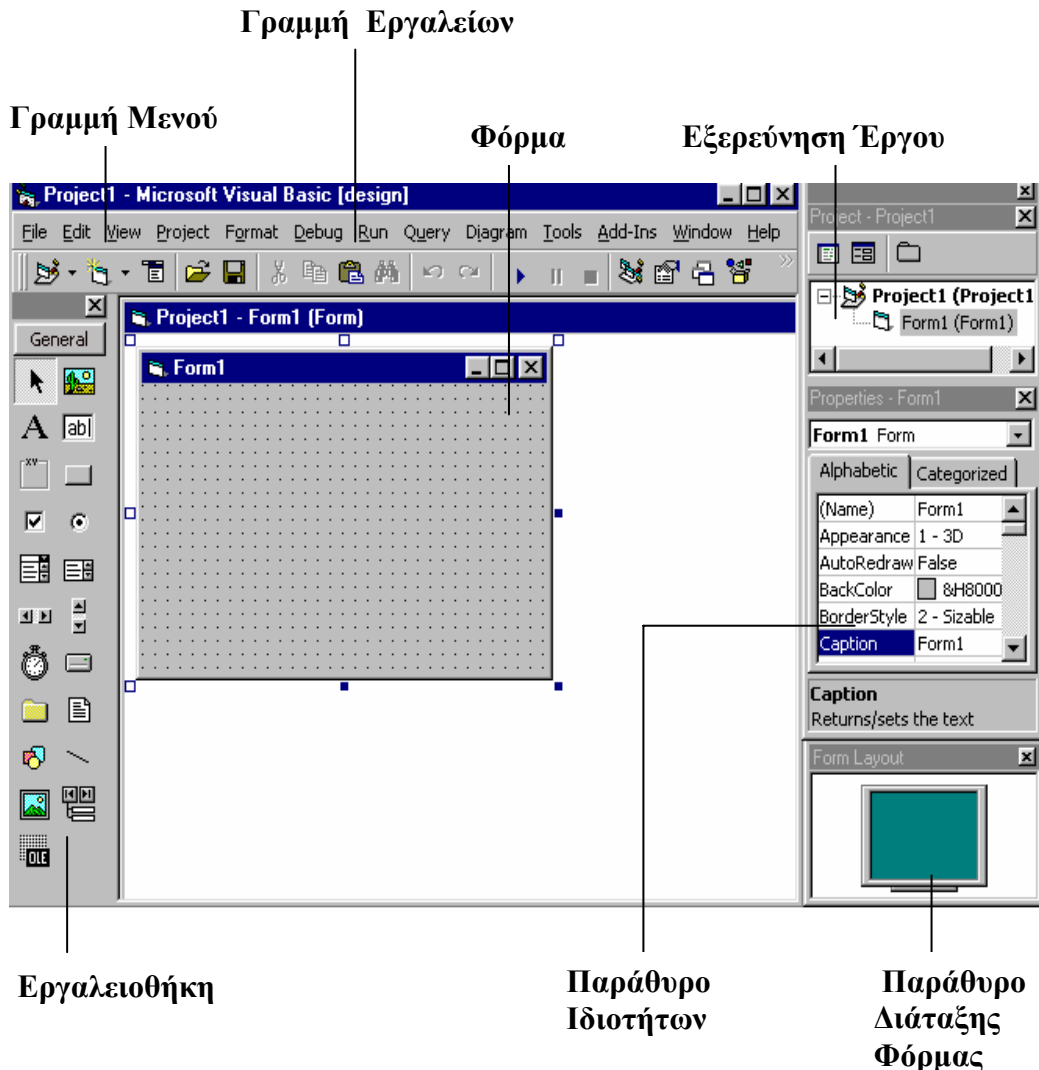 Γραμμή Εργαλείων
Γραμμή Μενού
Φόρμα
Εξερεύνηση Έργου
Project1 - Microsoft Visual Basic [design]
File Edit View Project Format Debug Run Query Diagram Tools Add-Ins Window Help
Project - Project1
Project1 (Project1
Form1 (Form1)
General
Project1 - Form1 (Form)
Form1
A
ab
XY
OLE
Properties - Form1
Form1 Form
Alphabetic Categorized
(Name) Form1
Appearance 1 - 3D
AutoRedraw False
BackColor &H8000
BorderStyle 2 - Sizable
Caption Form1
Caption
Returns/sets the text
Form Layout
Εργαλειοθήκη
Παράθυρο
Ιδιοτήτων
Παράθυρο
Διάταξης
Φόρμας